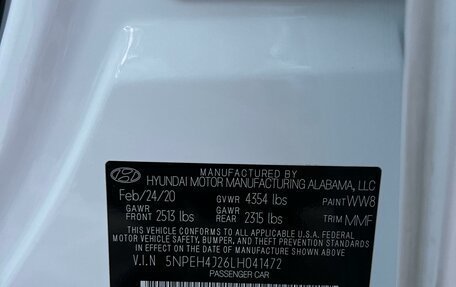 MANUFACTURED BY
HYUNDAI MOTOR MANUFACTURING ALABAMA, LLC
Feb/24/20 GVWR 4354 lbs PAINT WW8
GAWR FRONT 2513 lbs GAWR REAR 2315 lbs TRIM MMF
THIS VEHICLE CONFORMS TO ALL APPLICABLE U.S.A.FEDERAL
MOTOR VEHICLE SAFETY, BUMPER, AND THEFT PREVENTION STANDARDS
IN EFFECT ON THE DATE OF MANUFACTURE SHOWN ABOVE.
V.I.N 5NPEH4J26LH041472
PASSENGER CAR